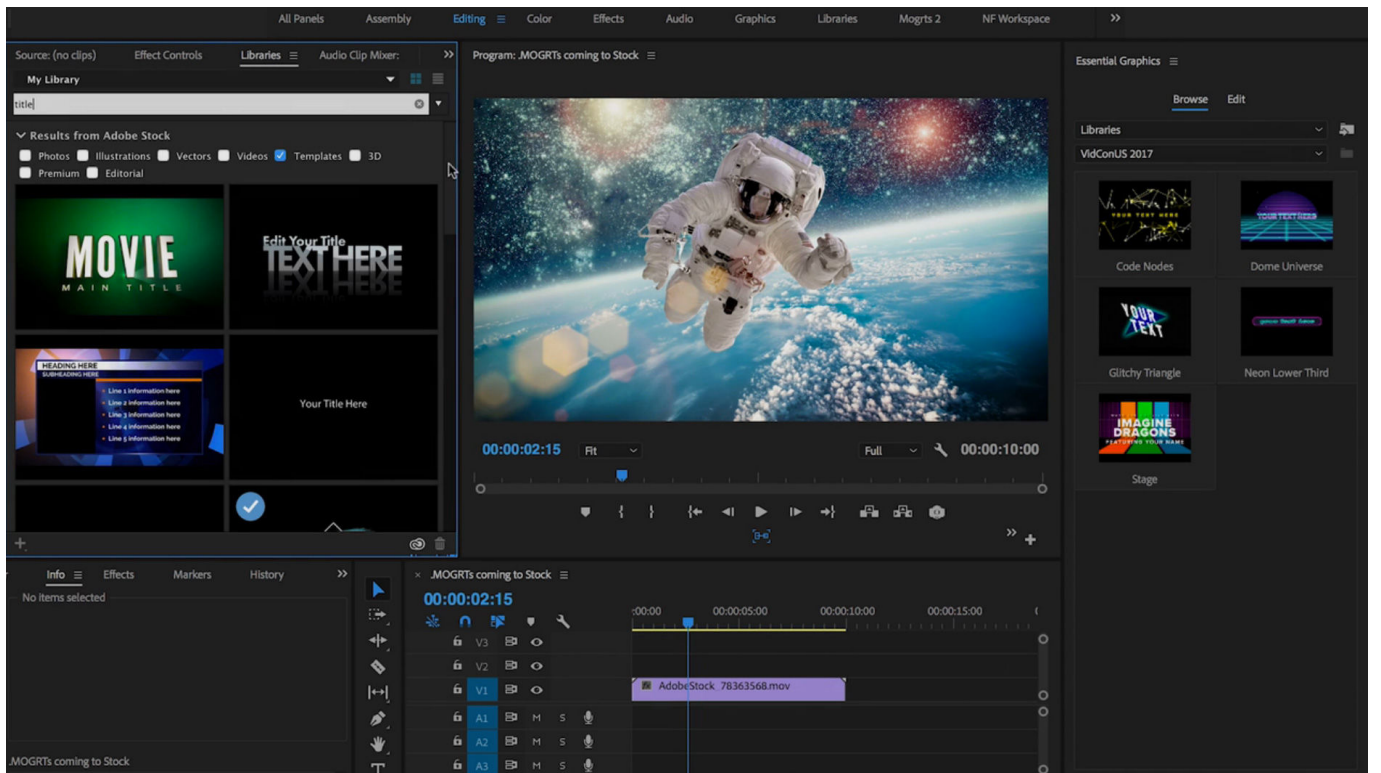 All Panels Assembly Editing Color Effects Audio Graphics Libraries Mogrts 2 NF Workspace
Source: (no clips) Effect Controls Libraries Audio Clip Mixer:
My Library
title
Results from Adobe Stock
Photos Illustrations Vectors Videos Templates 3D
Premium Editorial
MOVIE
MAIN TITLE
Edit Your Title
TEXT HERE
HEADING HERE
SUBHEADING HERE
Line 1 information here
Line 2 information here
Line 3 information here
Line 4 information here
Line 5 information here
Your Title Here
Program: .MOGRTs coming to Stock
00:00:02:15 Fit Full 00:00:10:00
Essential Graphics
Browse Edit
Libraries
VidConUS 2017
YOUR TEXT HERE
YOUR TEXT HERE
Code Nodes Dome Universe
YOUR
TEXT
Glitchy Triangle Neon Lower Third
IMAGINE
DRAGONS
FEATURING YOUR NAME
Stage
Info Effects Markers History
No items selected
.MOGRTs coming to Stock
.MOGRTs coming to Stock
00:00:02:15
:00:00 00:00:05:00 00:00:10:00 00:00:15:00
V3
V2
V1 AdobeStock_78363568.mov
A1 M S
A2 M S
A3 M S